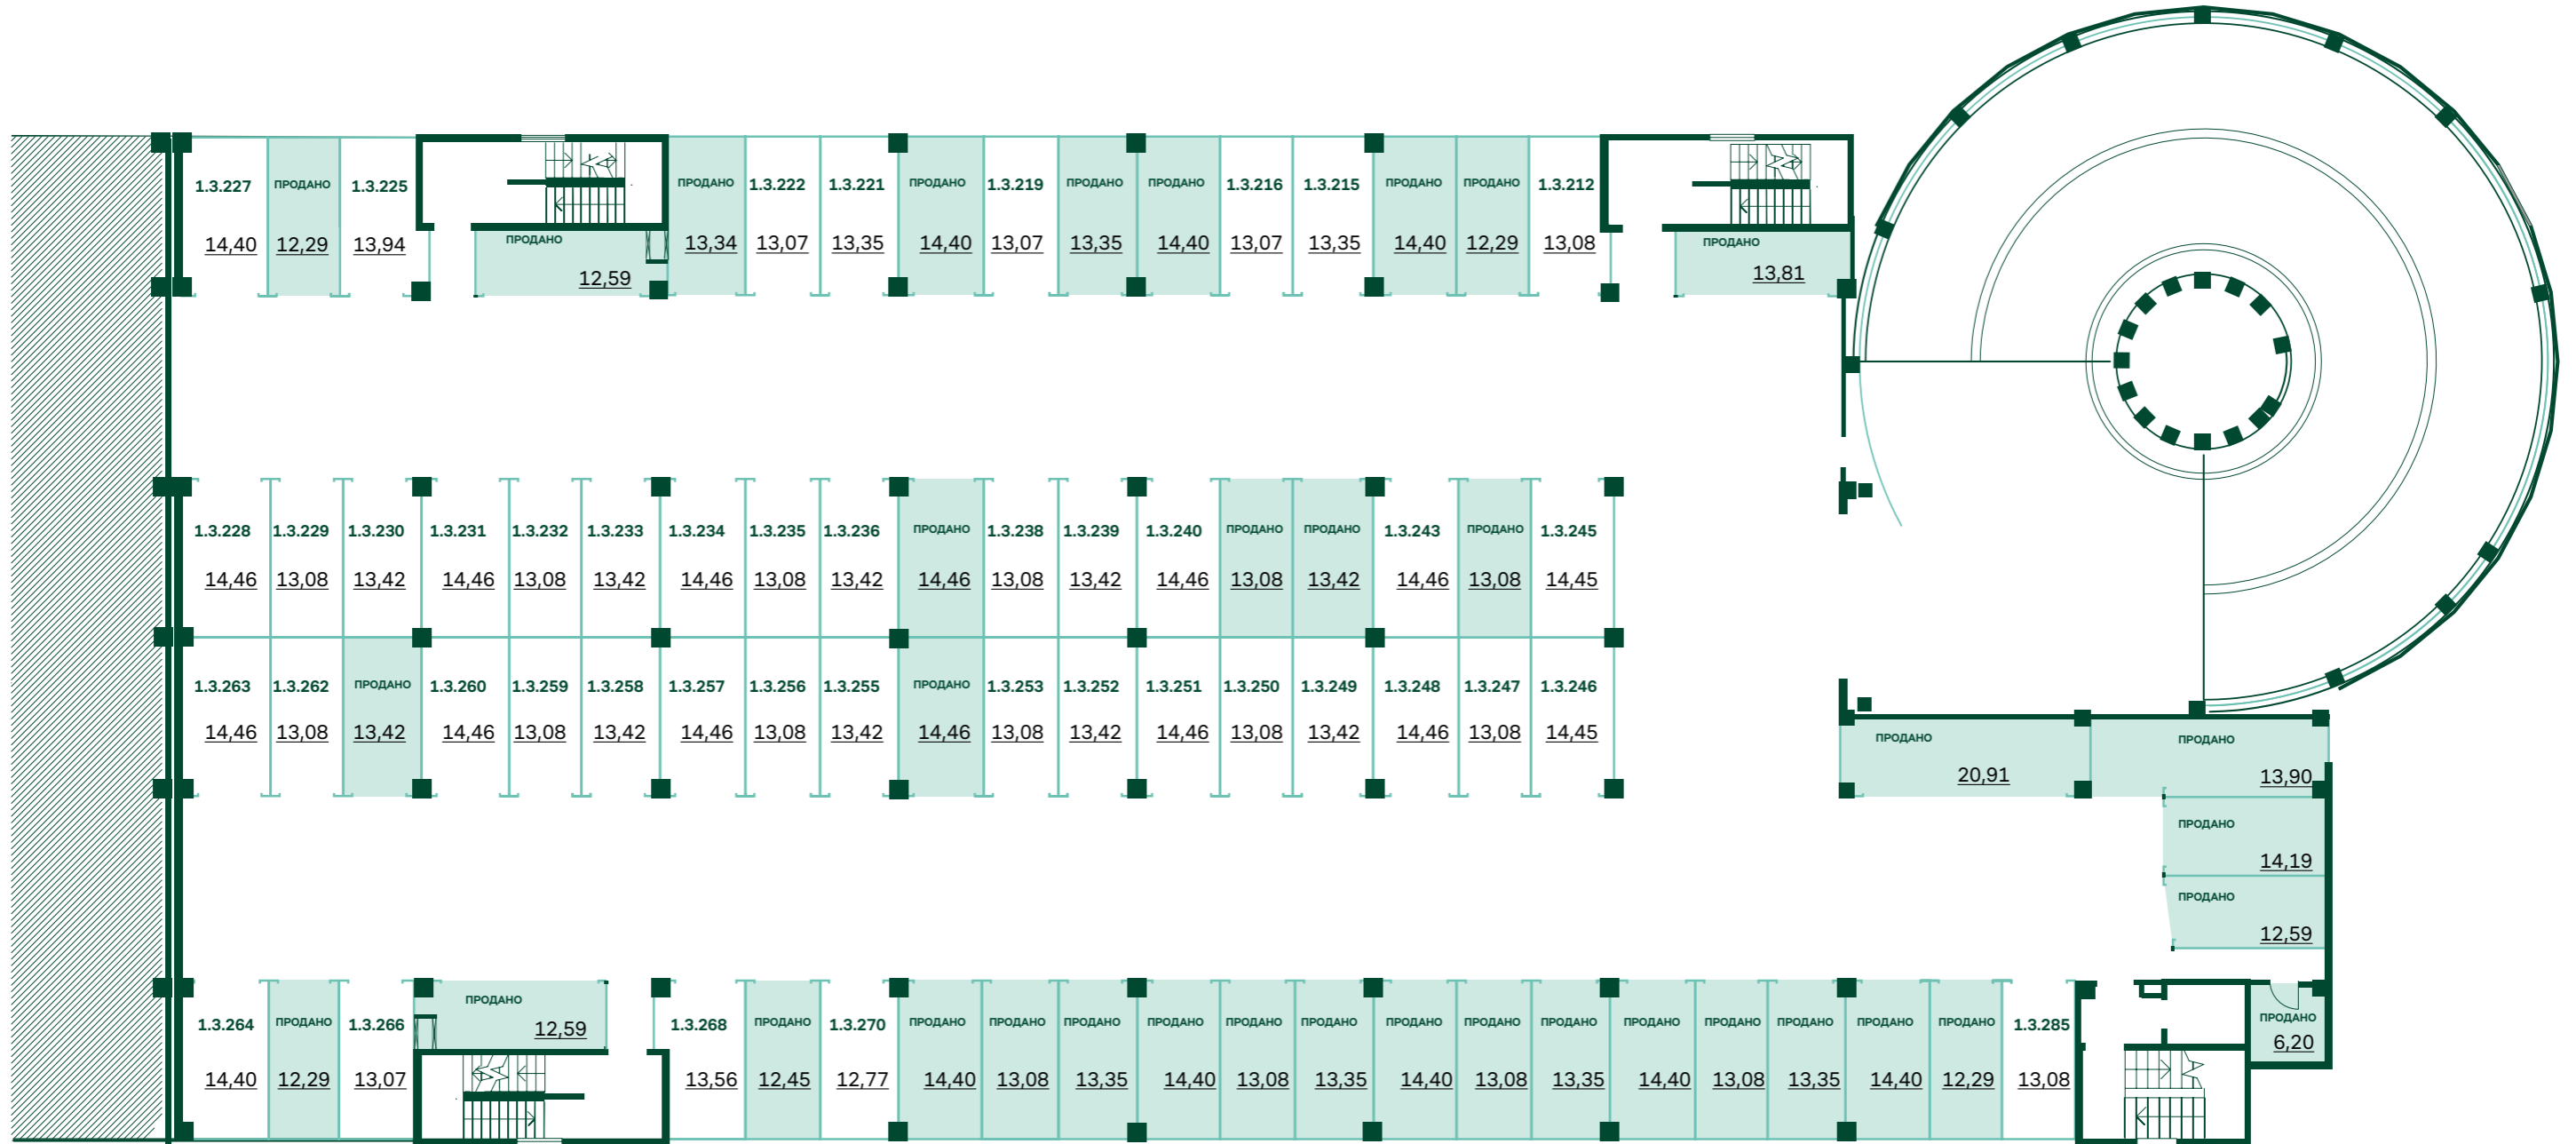 1.3.227 ПРОДАНО 1.3.225 ПРОДАНО 1.3.222 1.3.221 ПРОДАНО 1.3.219 ПРОДАНО ПРОДАНО 1.3.216 1.3.215 ПРОДАНО ПРОДАНО 1.3.212
14,40 12,29 13,94 13,34 13,07 13,35 14,40 13,07 13,35 14,40 13,07 13,35 14,40 12,29 13,08
ПРОДАНО ПРОДАНО
12,59 13,81
1.3.228 1.3.229 1.3.230 1.3.231 1.3.232 1.3.233 1.3.234 1.3.235 1.3.236 ПРОДАНО 1.3.238 1.3.239 1.3.240 ПРОДАНО ПРОДАНО 1.3.243 ПРОДАНО 1.3.245
14,46 13,08 13,42 14,46 13,08 13,42 14,46 13,08 13,42 14,46 13,08 13,42 14,46 13,08 13,42 14,46 13,08 14,45
1.3.263 1.3.262 ПРОДАНО 1.3.260 1.3.259 1.3.258 1.3.257 1.3.256 1.3.255 ПРОДАНО 1.3.253 1.3.252 1.3.251 1.3.250 1.3.249 1.3.248 1.3.247 1.3.246
14,46 13,08 13,42 14,46 13,08 13,42 14,46 13,08 13,42 14,46 13,08 13,42 14,46 13,08 13,42 14,46 13,08 14,45
ПРОДАНО ПРОДАНО
20,91 13,90
ПРОДАНО
14,19
ПРОДАНО
12,59
ПРОДАНО
12,59
ПРОДАНО
6,20
1.3.264 ПРОДАНО 1.3.266 1.3.268 ПРОДАНО 1.3.270 ПРОДАНО ПРОДАНО ПРОДАНО ПРОДАНО ПРОДАНО ПРОДАНО ПРОДАНО ПРОДАНО ПРОДАНО ПРОДАНО ПРОДАНО ПРОДАНО ПРОДАНО ПРОДАНО 1.3.285
14,40 12,29 13,07 13,56 12,45 12,77 14,40 13,08 13,35 14,40 13,08 13,35 14,40 13,08 13,35 14,40 13,08 13,35 14,40 12,29 13,08